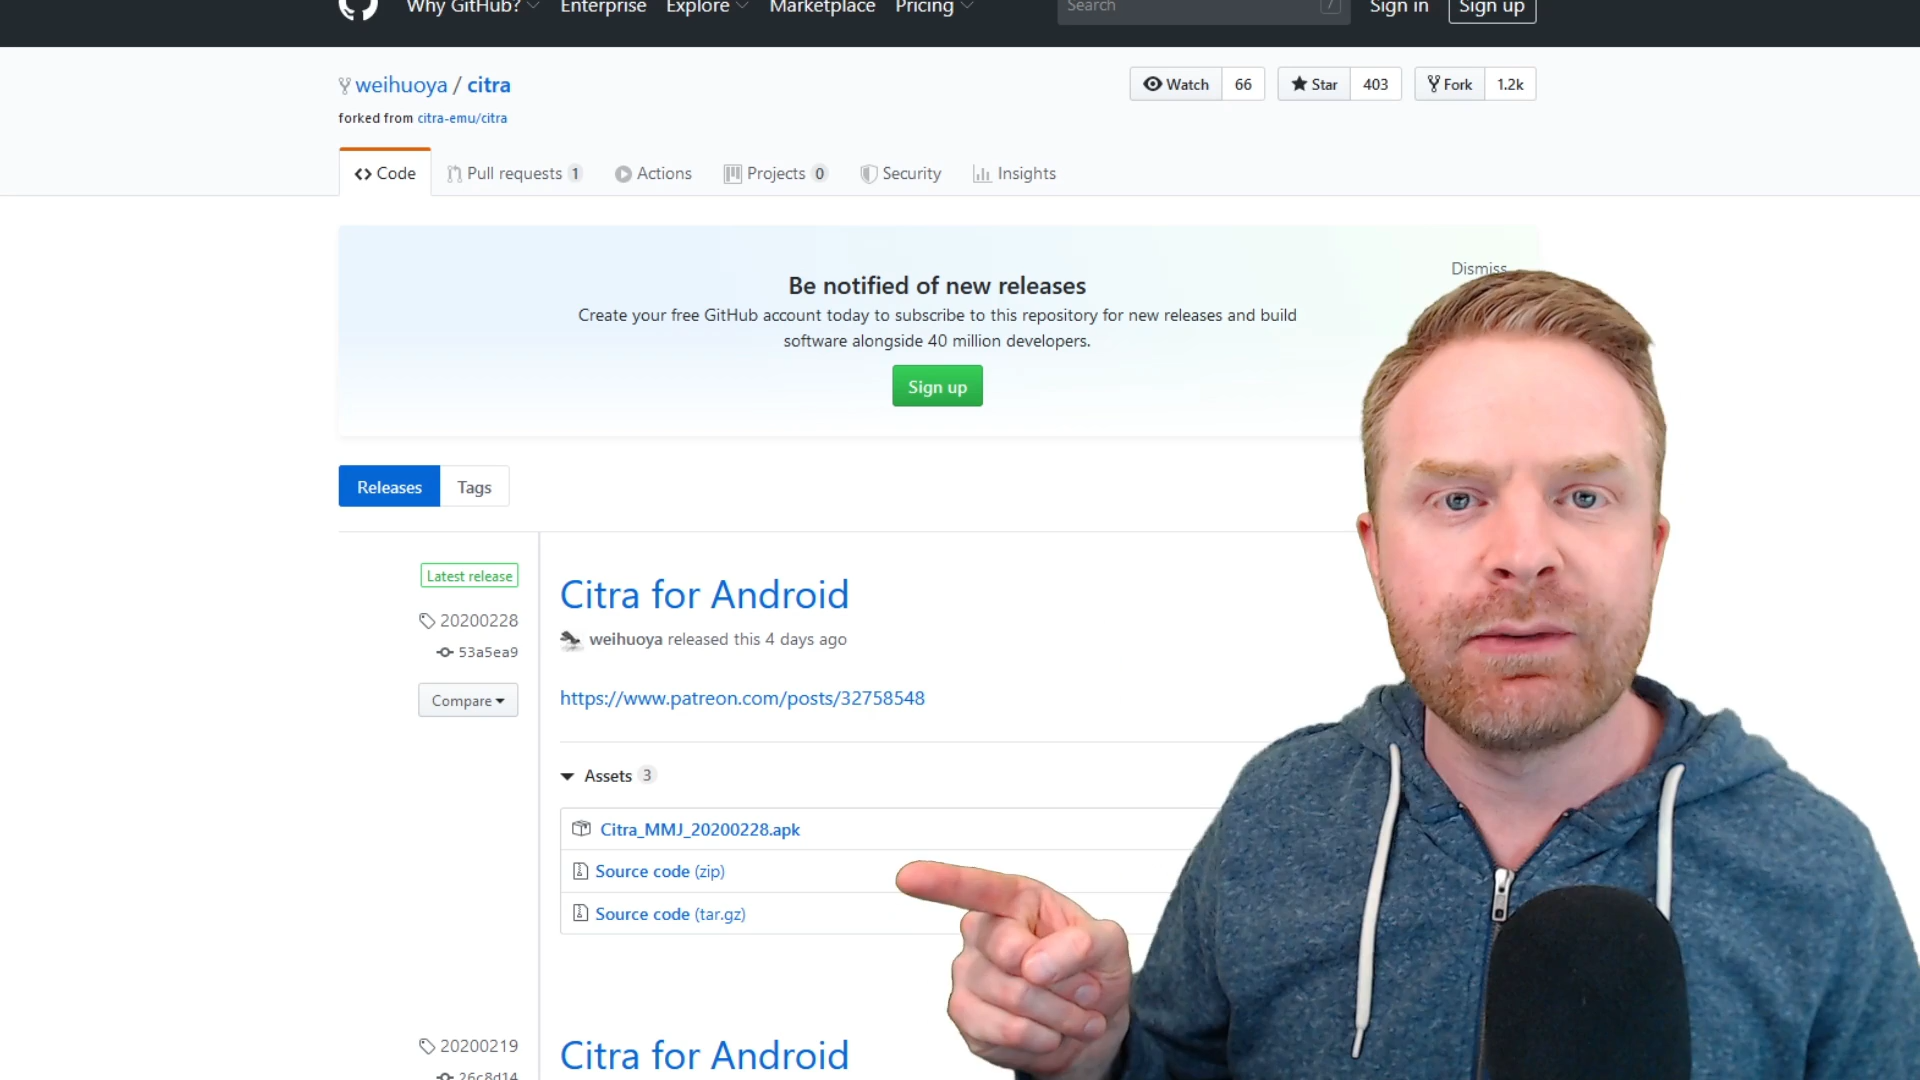 Why GitHub? Enterprise Explore Marketplace Pricing Search / Sign in Sign up
weihuoya / citra Watch 66 Star 403 Fork 1.2k
forked from citra-emu/citra
Code Pull requests 1 Actions Projects 0 Security Insights
Dismiss
Be notified of new releases
Create your free GitHub account today to subscribe to this repository for new releases and build
software alongside 40 million developers.
Sign up
Releases Tags
Latest release
20200228
53a5ea9
Compare
Citra for Android
weihuoya released this 4 days ago
https://www.patreon.com/posts/32758548
Assets 3
Citra_MMJ_20200228.apk
Source code (zip)
Source code (tar.gz)
20200219
26c8d14
Citra for Android